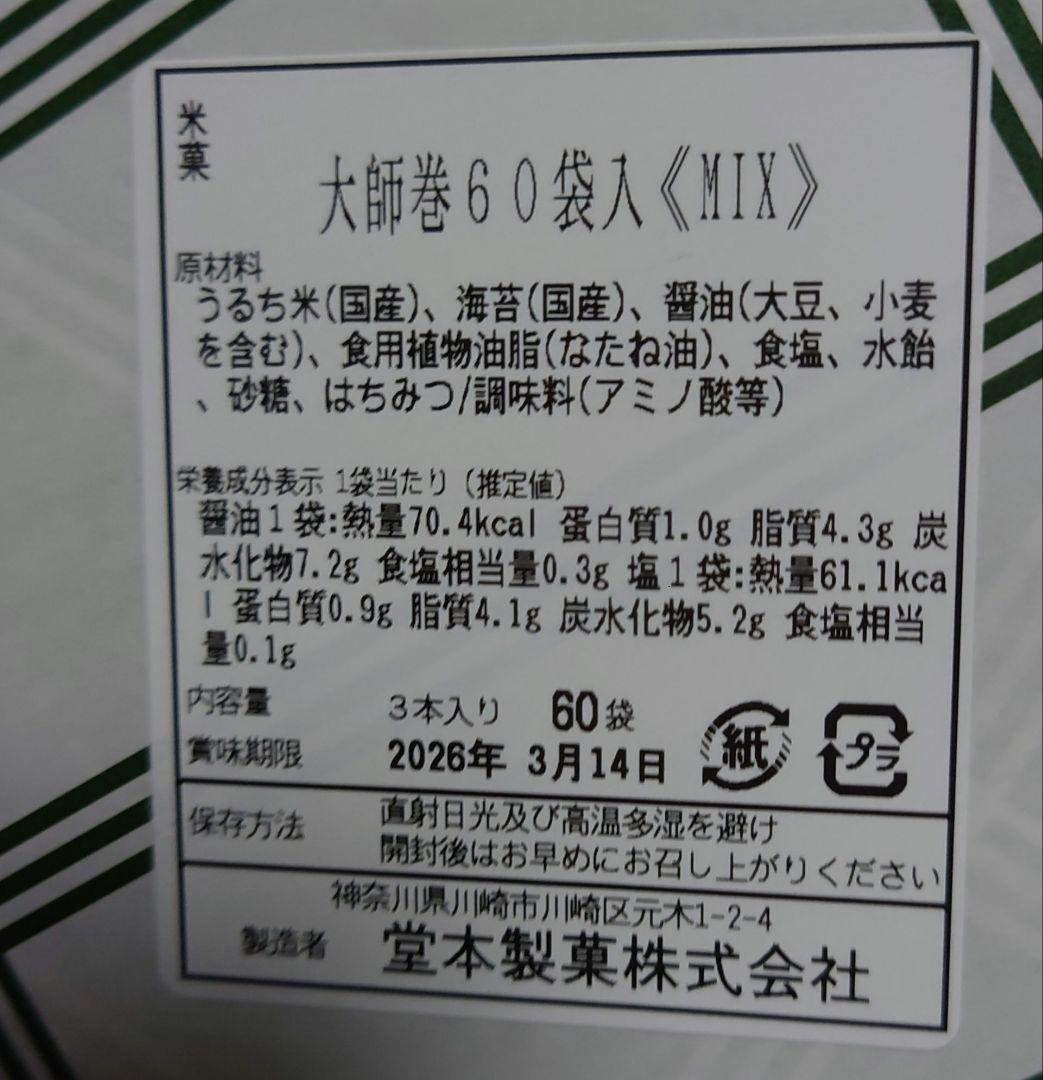 米菓
大師巻６０袋入《MIX》
原材料
うるち米(国産)、海苔(国産)、醤油(大豆、小麦
を含む)、食用植物油脂(なたね油)、食塩、水飴
、砂糖、はちみつ/調味料(アミノ酸等)
栄養成分表示 1袋当たり（推定値）
醤油１袋:熱量70.4kcal 蛋白質1.0g 脂質4.3g 炭
水化物7.2g 食塩相当量0.3g 塩１袋:熱量61.1kca
l 蛋白質0.9g 脂質4.1g 炭水化物5.2g 食塩相当
量0.1g
内容量 ３本入り 60袋
賞味期限 2026年 3月14日
紙 プラ
保存方法 直射日光及び高温多湿を避け
開封後はお早めにお召し上がりください
神奈川県川崎市川崎区元木1-2-4
製造者 堂本製菓株式会社